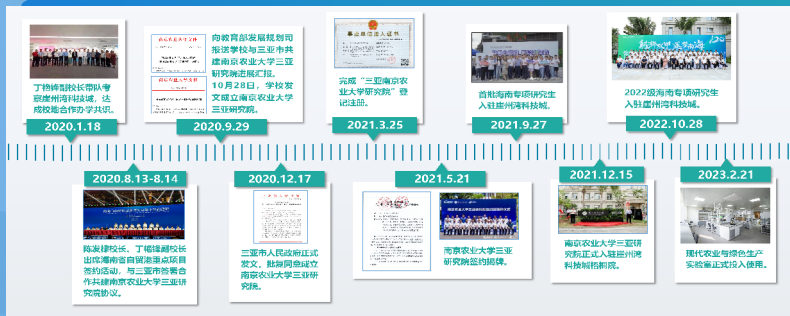 丁艳锋副校长带队考
察崖州湾科技城，达
成校地合作办学共识。
2020.1.18
向教育部发展规划司
报送学校与三亚市共
建南京农业大学三亚
研究院进展汇报。
10月28日，学校发
文成立南京农业大学
三亚研究院。
2020.9.29
事业单位法人证书
完成“三亚南京农
业大学研究院”登
记注册。
2021.3.25
首批海南专项研究生
入驻崖州湾科技城。
2021.9.27
2022级海南专项研究生
入驻崖州湾科技城。
2022.10.28
2020.8.13-8.14
陈发棣校长、丁艳锋副校长
出席海南省自贸港重点项目
签约活动，与三亚市签署合
作共建南京农业大学三亚研
究院协议。
2020.12.17
三亚市人民政府正式
发文，批复同意成立
南京农业大学三亚研
究院。
2021.5.21
南京农业大学三亚
研究院签约揭牌。
2021.12.15
南京农业大学三亚研
究院正式入驻崖州湾
科技城梧桐院。
2023.2.21
现代农业与绿色生产
实验室正式投入使用。